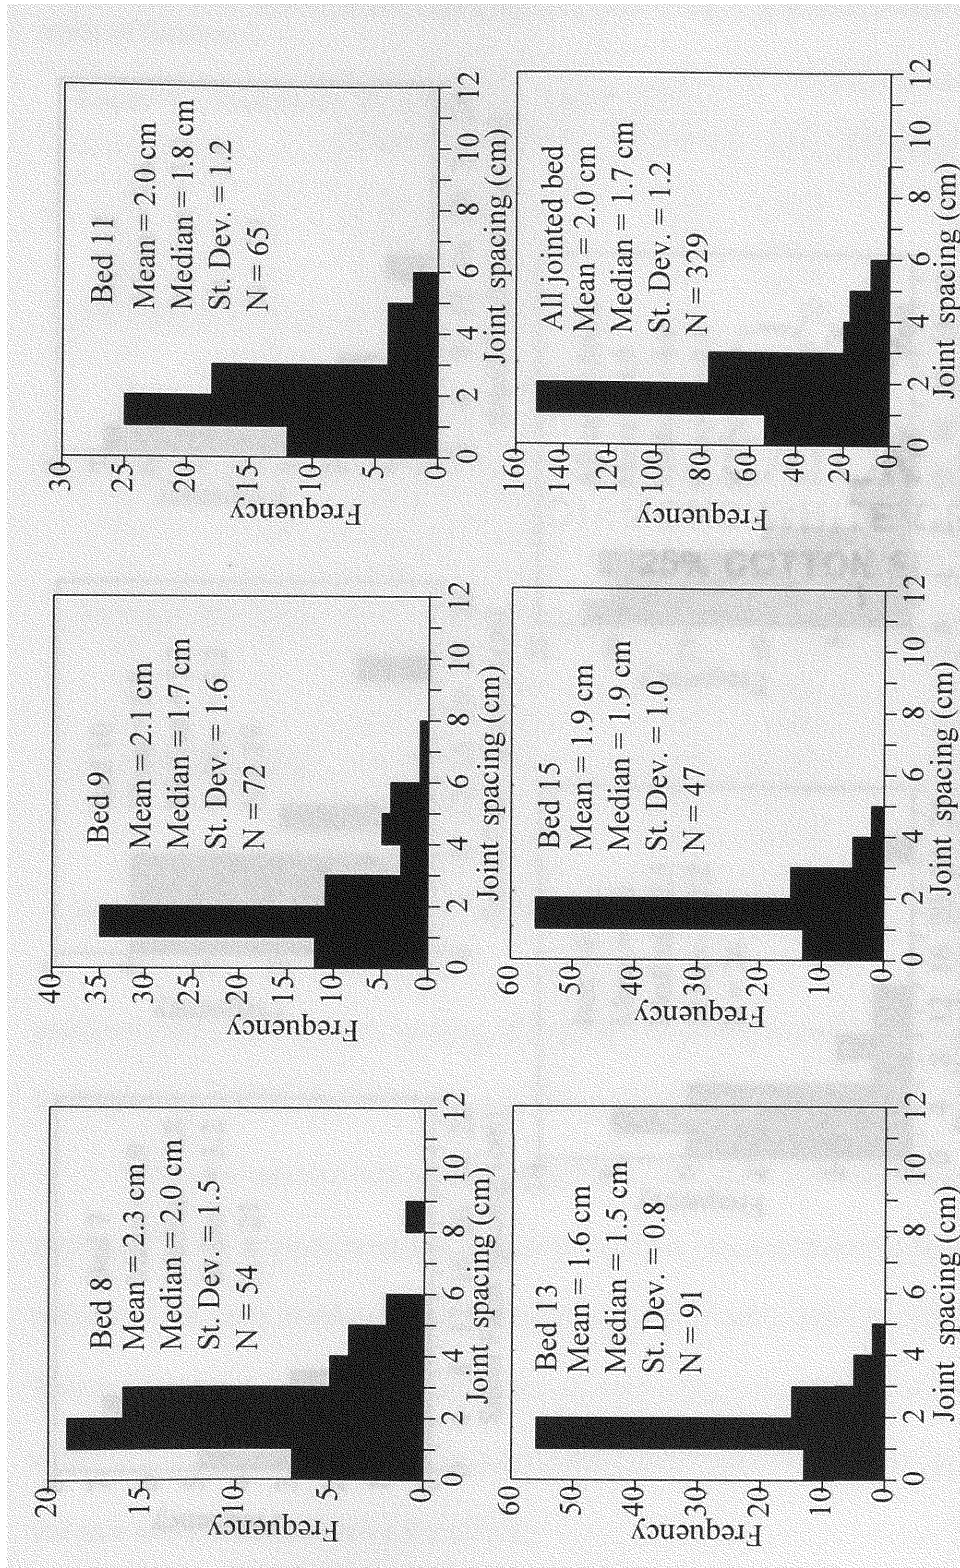 Bed 8
Mean = 2.3 cm
Median = 2.0 cm
St. Dev. = 1.5
N = 54
Frequency
20
15
10
5
0
0 2 4 6 8 10 12
Joint spacing (cm)
Bed 9
Mean = 2.1 cm
Median = 1.7 cm
St. Dev. = 1.6
N = 72
Frequency
40
35
30
25
20
15
10
5
0
0 2 4 6 8 10 12
Joint spacing (cm)
Bed 11
Mean = 2.0 cm
Median = 1.8 cm
St. Dev. = 1.2
N = 65
Frequency
30
25
20
15
10
5
0
0 2 4 6 8 10 12
Joint spacing (cm)
Bed 13
Mean = 1.6 cm
Median = 1.5 cm
St. Dev. = 0.8
N = 91
Frequency
60
50
40
30
20
10
0
0 2 4 6 8 10 12
Joint spacing (cm)
Bed 15
Mean = 1.9 cm
Median = 1.9 cm
St. Dev. = 1.0
N = 47
Frequency
60
50
40
30
20
10
0
0 2 4 6 8 10 12
Joint spacing (cm)
All jointed bed
Mean = 2.0 cm
Median = 1.7 cm
St. Dev. = 1.2
N = 329
Frequency
160
140
120
100
80
60
40
20
0
0 2 4 6 8 10 12
Joint spacing (cm)
25% COTTON